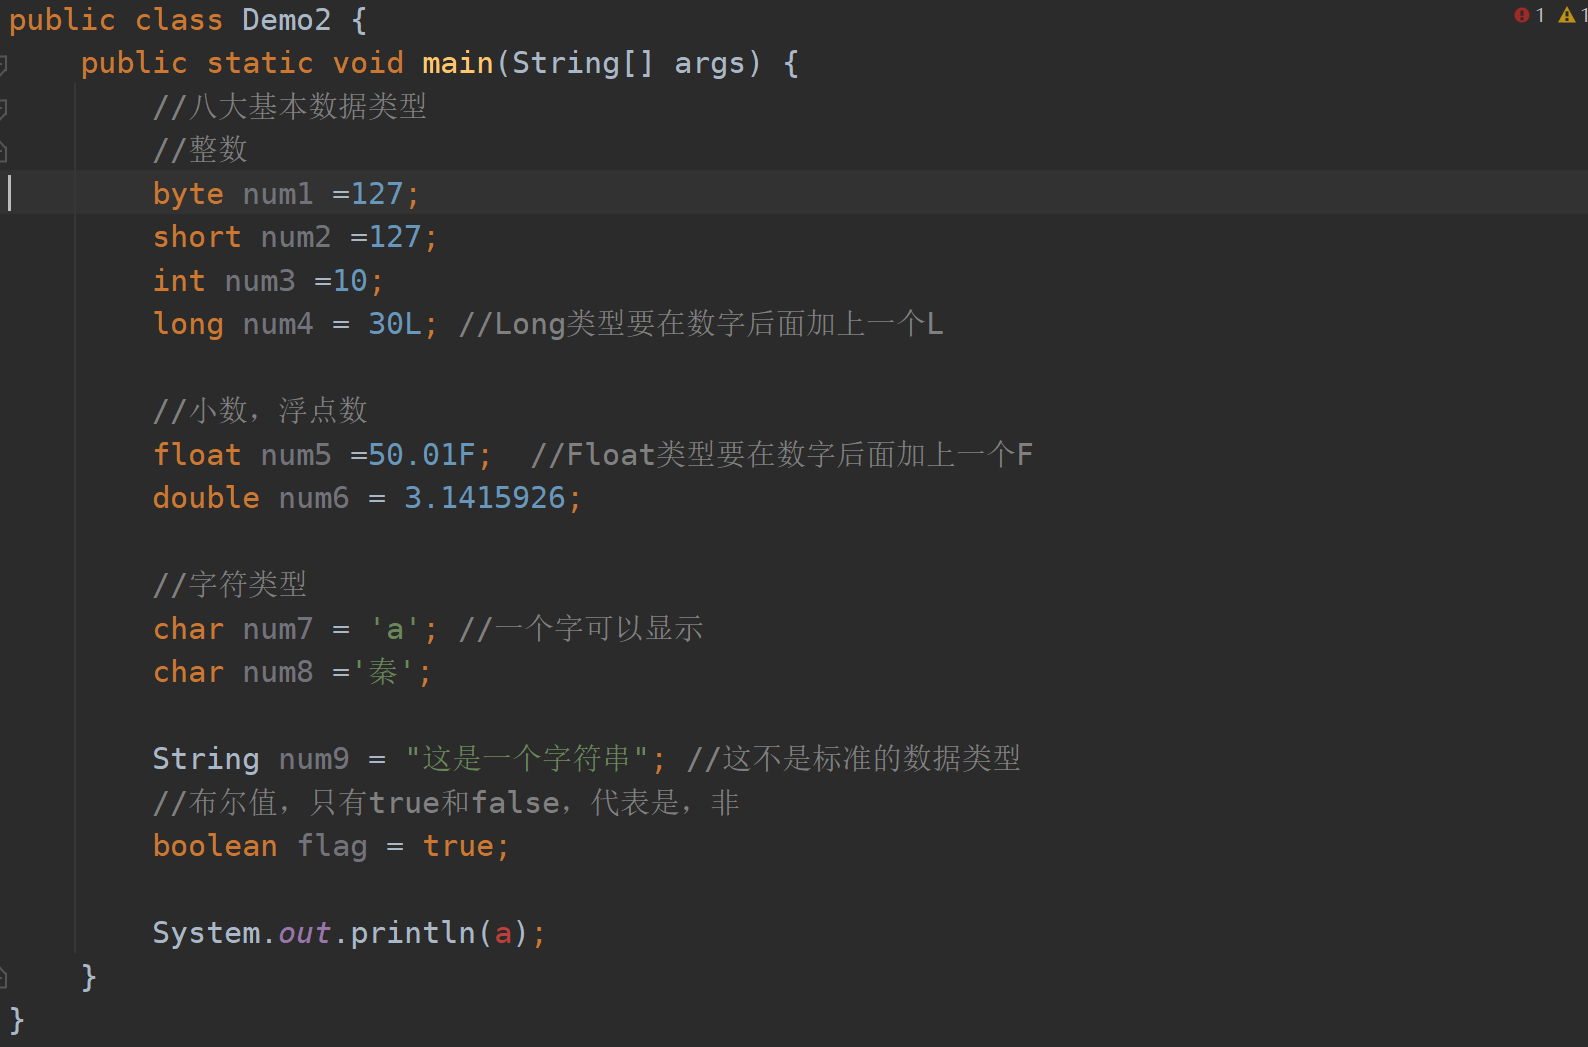 public class Demo2 {
1 1
public static void main(String[] args) {
//八大基本数据类型
//整数
byte num1 =127;
short num2 =127;
int num3 =10;
long num4 = 30L; //Long类型要在数字后面加上一个L
//小数，浮点数
float num5 =50.01F;  //Float类型要在数字后面加上一个F
double num6 = 3.1415926;
//字符类型
char num7 = 'a'; //一个字可以显示
char num8 ='秦';
String num9 = "这是一个字符串"; //这不是标准的数据类型
//布尔值，只有true和false，代表是，非
boolean flag = true;
System.out.println(a);
}
}